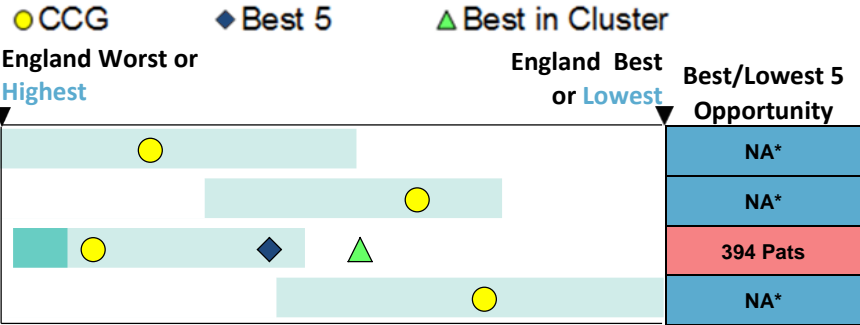 CCG Best 5 Best in Cluster
England Worst or
Highest
England Best
or Lowest
Best/Lowest 5
Opportunity
NA*
NA*
394 Pats
NA*